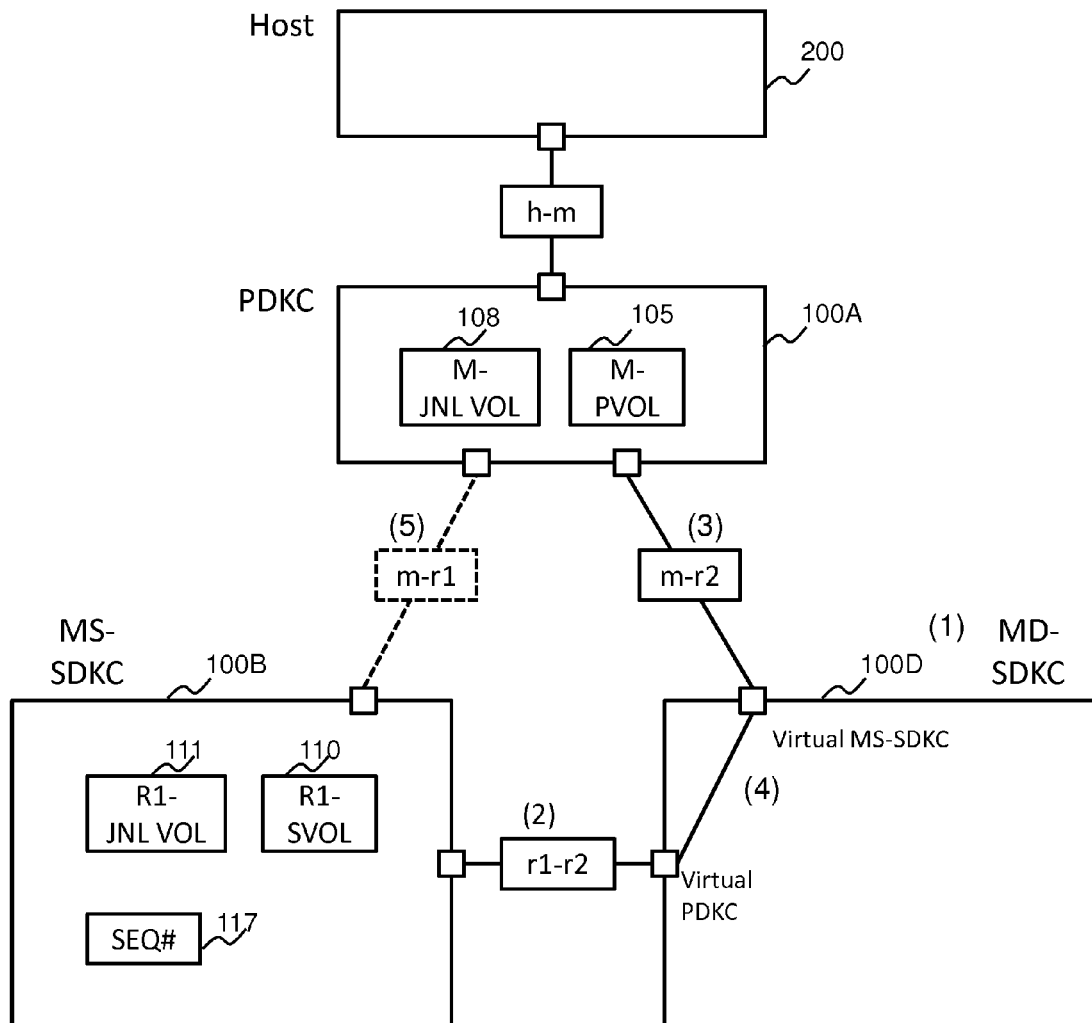 Host
200
h-m
PDKC
108
105
100A
M-
JNL VOL
M-
PVOL
(5)
(3)
m-r1
m-r2
MS-
SDKC
100B
(1)
MD-
SDKC
100D
Virtual MS-SDKC
111
110
R1-
JNL VOL
R1-
SVOL
(2)
(4)
r1-r2
Virtual
PDKC
SEQ#
117